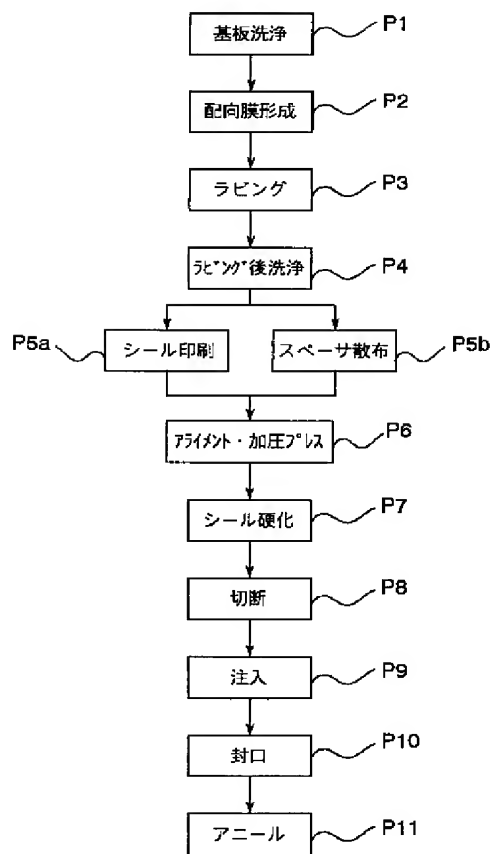 基板洗浄 P1
配向膜形成 P2
ラビング P3
ﾗﾋﾞﾝｸﾞ後洗浄 P4
P5a シール印刷 スペーサ散布 P5b
ｱﾗｲﾒﾝﾄ・加圧ﾌﾟﾚｽ P6
シール硬化 P7
切断 P8
注入 P9
封口 P10
アニール P11